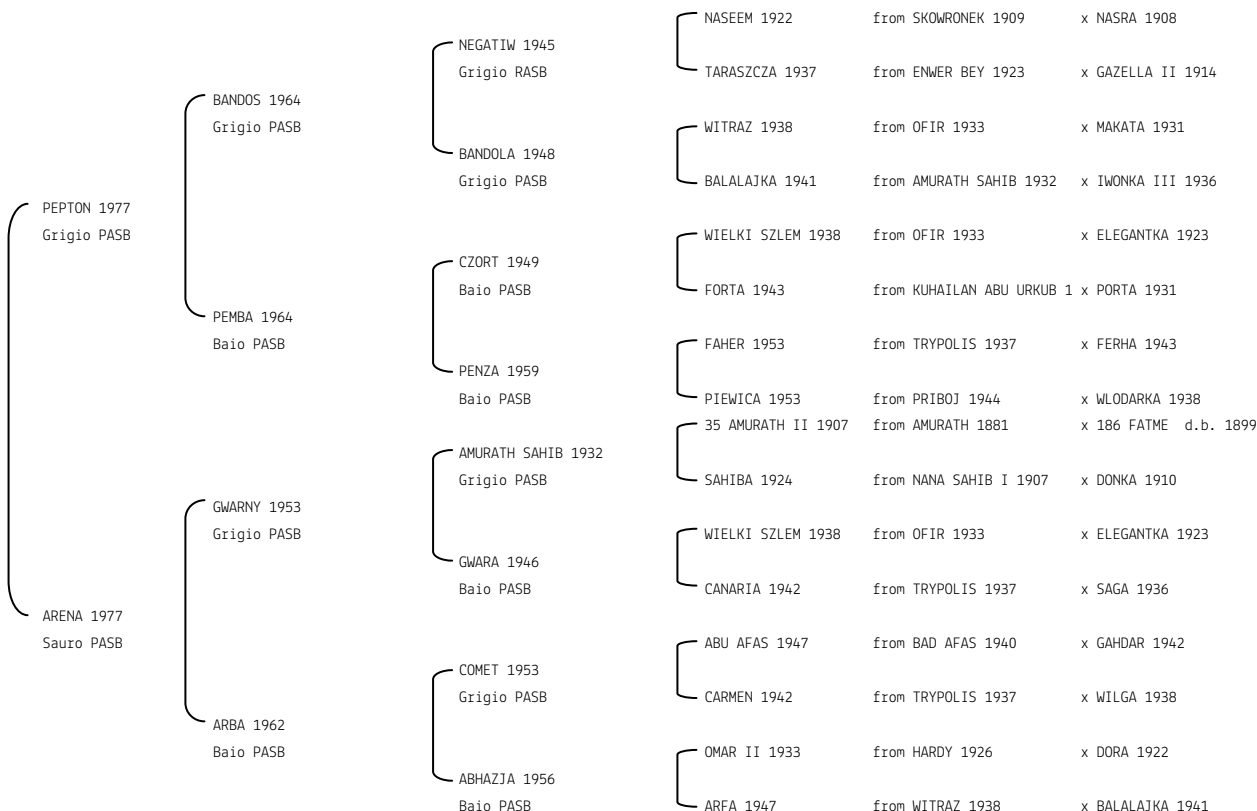 NASEEM 1922 from SKOWRONEK 1909 x NASRA 1908
NEGATIW 1945
Grigio RASB
TARASZCZA 1937 from ENWER BEY 1923 x GAZELLA II 1914
BANDOS 1964
Grigio PASB
WITRAZ 1938 from OFIR 1933 x MAKATA 1931
BANDOLA 1948
Grigio PASB
BALALAJKA 1941 from AMURATH SAHIB 1932 x IWONKA III 1936
PEPTON 1977
Grigio PASB
WIELKI SZLEM 1938 from OFIR 1933 x ELEGANTKA 1923
CZORT 1949
Baio PASB
FORTA 1943 from KUHAILAN ABU URKUB 1 x PORTA 1931
PEMBA 1964
Baio PASB
FAHER 1953 from TRYPOLIS 1937 x FERHA 1943
PENZA 1959
Baio PASB
PIEWICA 1953 from PRIBOJ 1944 x WLODARKA 1938
35 AMURATH II 1907 from AMURATH 1881 x 186 FATME d.b. 1899
AMURATH SAHIB 1932
Grigio PASB
SAHIBA 1924 from NANA SAHIB I 1907 x DONKA 1910
GWARNY 1953
Grigio PASB
WIELKI SZLEM 1938 from OFIR 1933 x ELEGANTKA 1923
GWARA 1946
Baio PASB
CANARIA 1942 from TRYPOLIS 1937 x SAGA 1936
ARENA 1977
Sauro PASB
ABU AFAS 1947 from BAD AFAS 1940 x GAHDAR 1942
COMET 1953
Grigio PASB
CARMEN 1942 from TRYPOLIS 1937 x WILGA 1938
ARBA 1962
Baio PASB
OMAR II 1933 from HARDY 1926 x DORA 1922
ABHAZJA 1956
Baio PASB
ARFA 1947 from WITRAZ 1938 x BALALAJKA 1941